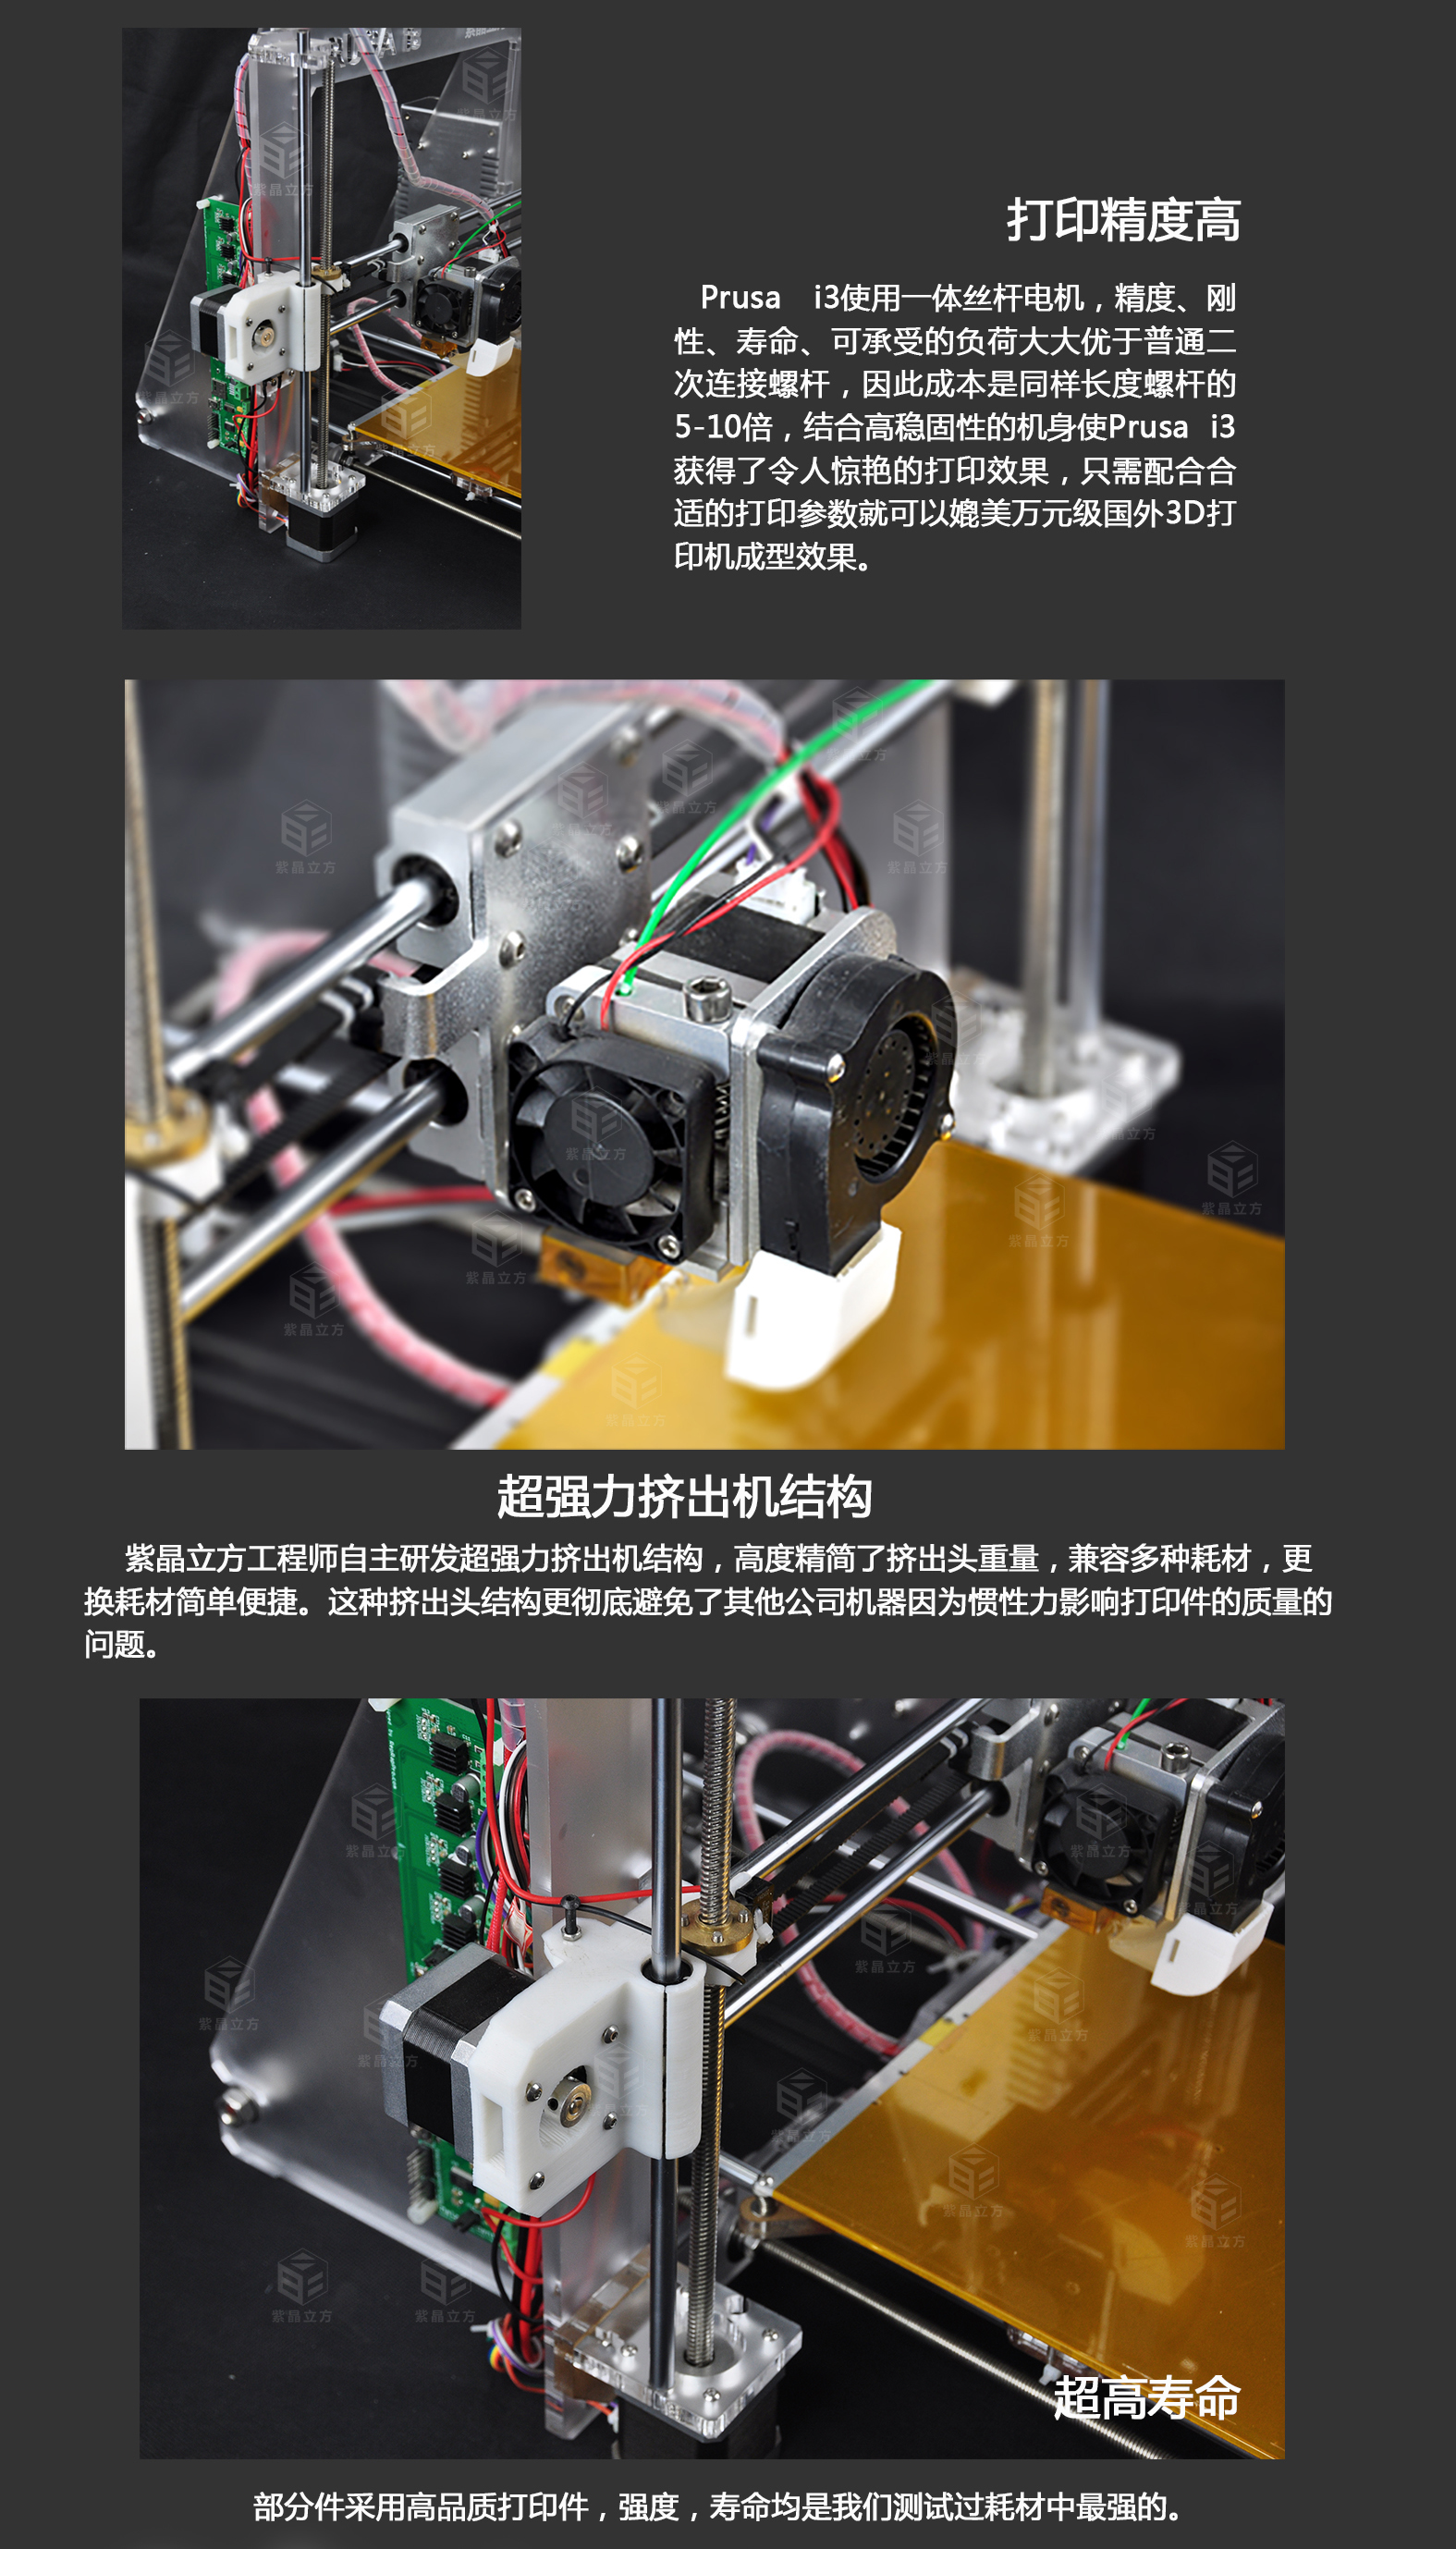 打印精度高
Prusa i3使用一体丝杆电机，精度、刚
性、寿命、可承受的负荷大大优于普通二
次连接螺杆，因此成本是同样长度螺杆的
5-10倍，结合高稳固性的机身使Prusa i3
获得了令人惊艳的打印效果，只需配合合
适的打印参数就可以媲美万元级国外3D打
印机成型效果。
紫晶立方
超强力挤出机结构
紫晶立方工程师自主研发超强力挤出机结构，高度精简了挤出头重量，兼容多种耗材，更
换耗材简单便捷。这种挤出头结构更彻底避免了其他公司机器因为惯性力影响打印件的质量的
问题。
超高寿命
部分件采用高品质打印件，强度，寿命均是我们测试过耗材中最强的。